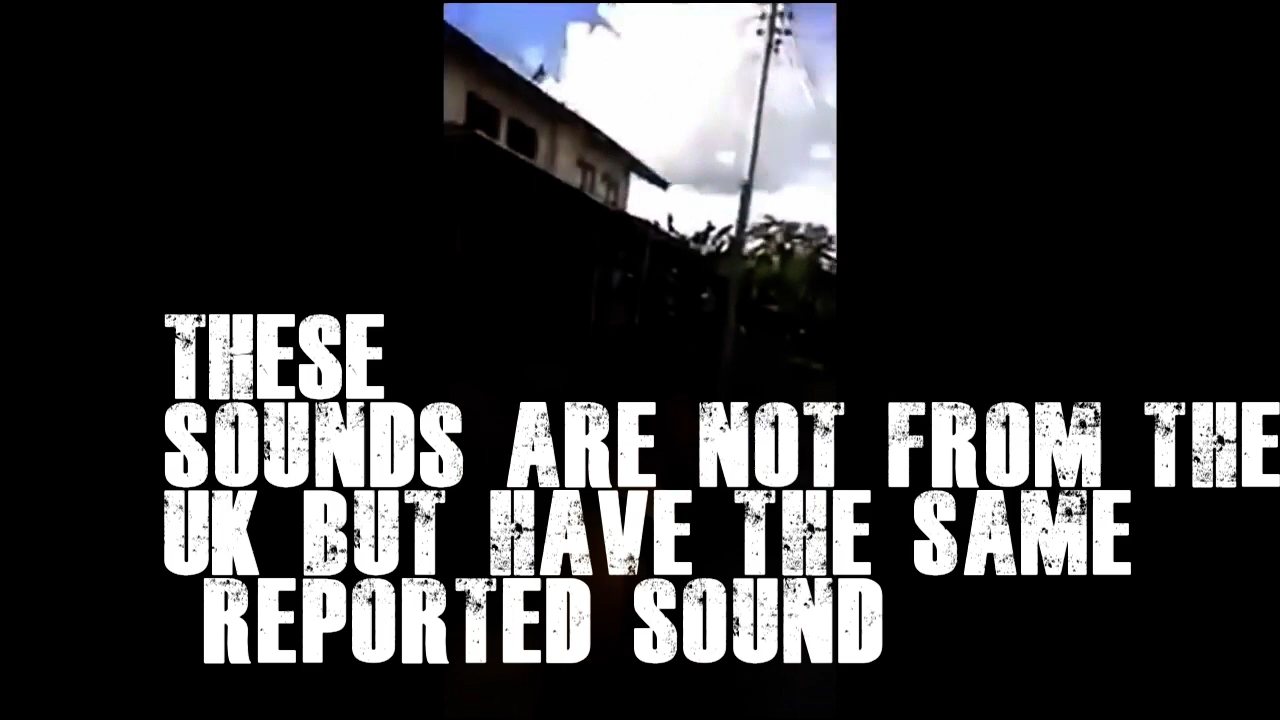 THESE
SOUNDS ARE NOT FROM THE
UK BUT HAVE THE SAME
REPORTED SOUND